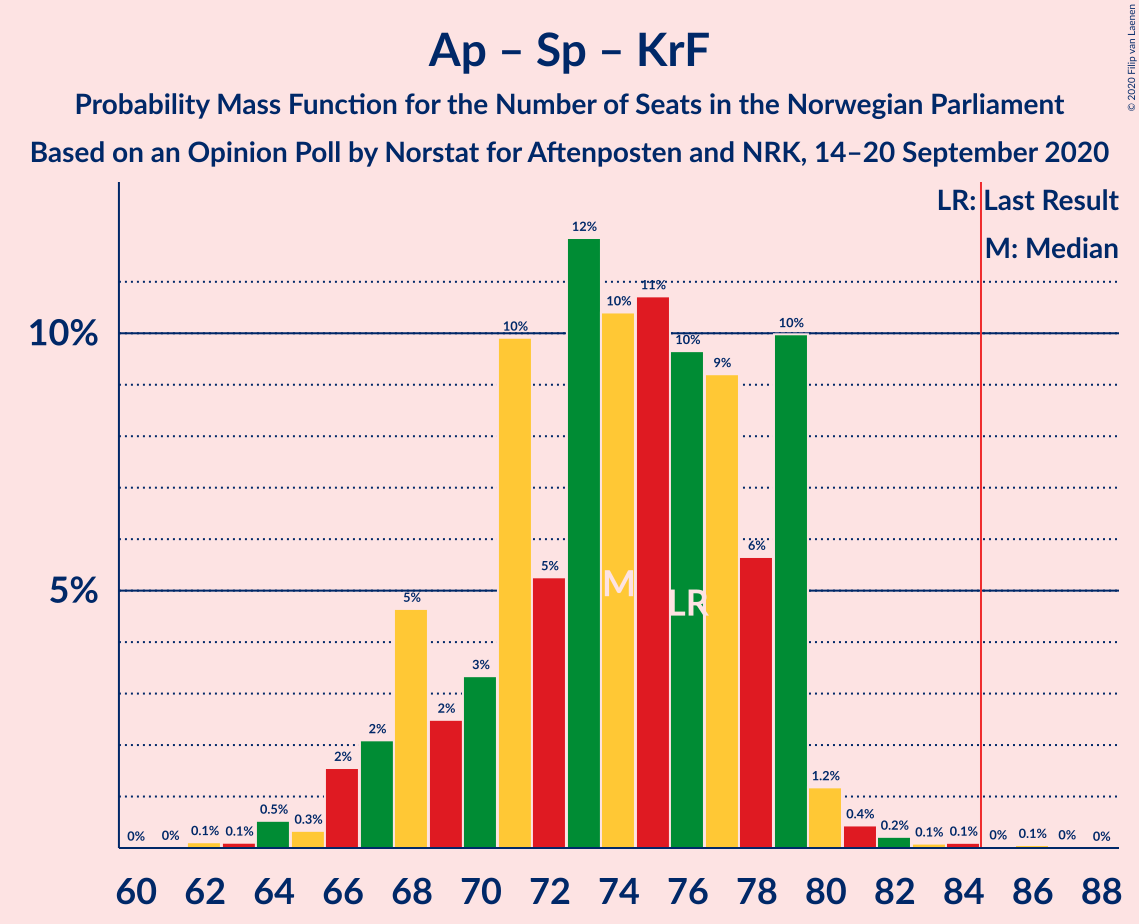 © 2020 Filip van Laenen
Ap – Sp – KrF
Probability Mass Function for the Number of Seats in the Norwegian Parliament
Based on an Opinion Poll by Norstat for Aftenposten and NRK, 14–20 September 2020
LR: Last Result
M: Median
10%
5%
0% 0% 0.1% 0.1% 0.5% 0.3% 2% 2% 5% 2% 3% 10% 5% 12% 10% 11% 10% 9% 6% 10% 1.2% 0.4% 0.2% 0.1% 0.1% 0% 0.1% 0% 0%
M
LR
60 62 64 66 68 70 72 74 76 78 80 82 84 86 88